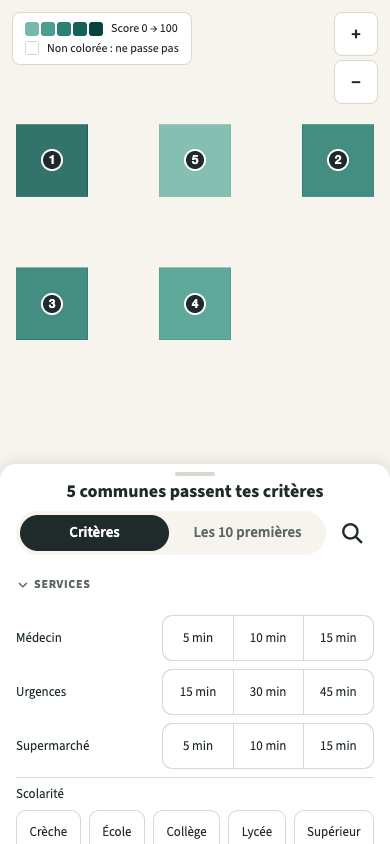 Score 0 → 100
Non colorée : ne passe pas
+
−
1
5
2
3
4
5 communes passent tes critères
Critères
Les 10 premières
SERVICES
Médecin
5 min
10 min
15 min
Urgences
15 min
30 min
45 min
Supermarché
5 min
10 min
15 min
Scolarité
Crèche
École
Collège
Lycée
Supérieur